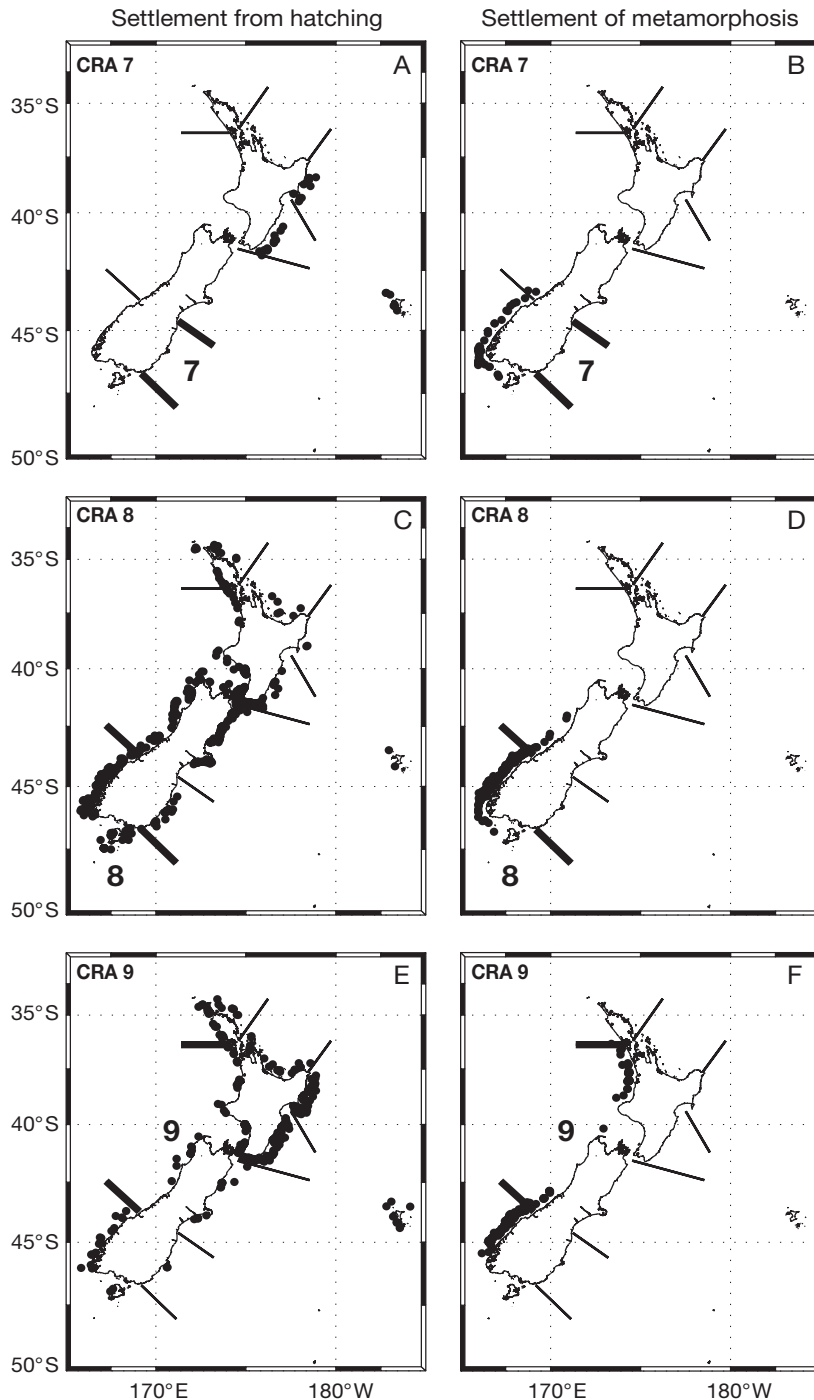 Settlement from hatching
Settlement of metamorphosis
CRA 7
A
CRA 7
B
35°S
40°S
45°S
7
7
50°S
CRA 8
C
CRA 8
D
35°S
40°S
45°S
8
8
50°S
CRA 9
E
CRA 9
F
35°S
40°S
9
9
45°S
50°S
170°E
180°W
170°E
180°W